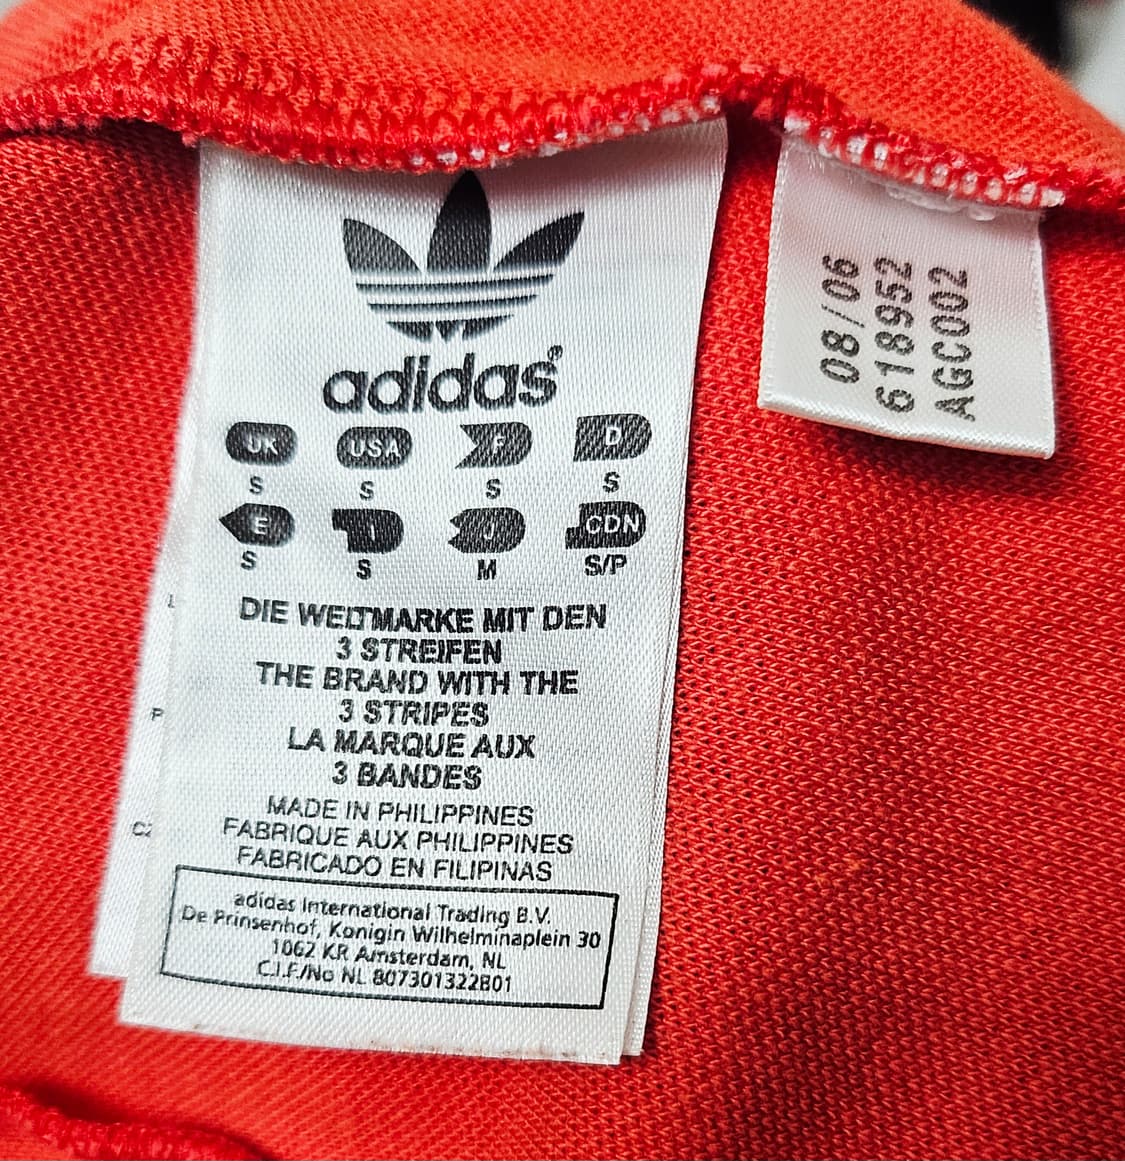 adidas®
UK USA F D
S S S S
E I J CDN
S S M S/P
DIE WELTMARKE MIT DEN
3 STREIFEN
THE BRAND WITH THE
3 STRIPES
LA MARQUE AUX
3 BANDES
MADE IN PHILIPPINES
FABRIQUE AUX PHILIPPINES
FABRICADO EN FILIPINAS
adidas International Trading B.V.
De Prinsenhof, Konigin Wilhelminaplein 30
1062 KR Amsterdam, NL
C.I.F./No NL 807301322B01
08/06
618952
AGC002
P